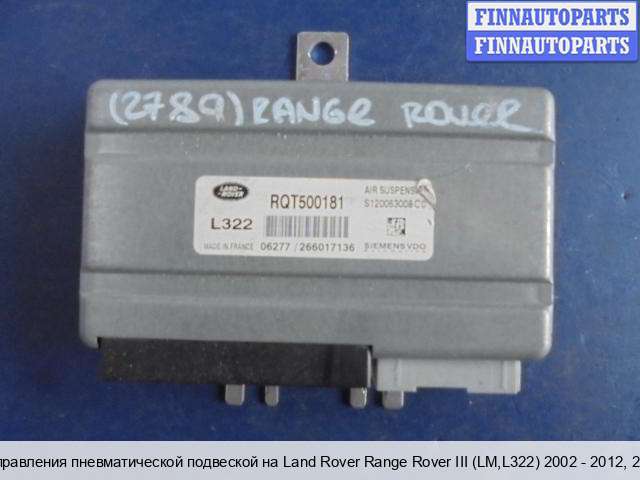 FINNAUTOPARTS
FINNAUTOPARTS
(2789) RANGE ROVER
LAND-
ROVER
RQT500181
AIR SUSPENSI
L322
S120063008
MADE IN FRANCE
06277 / 266017136
SIEMENS VDO
правления пневматической подвеской на Land Rover Range Rover III (LM,L322) 2002 - 2012, 2